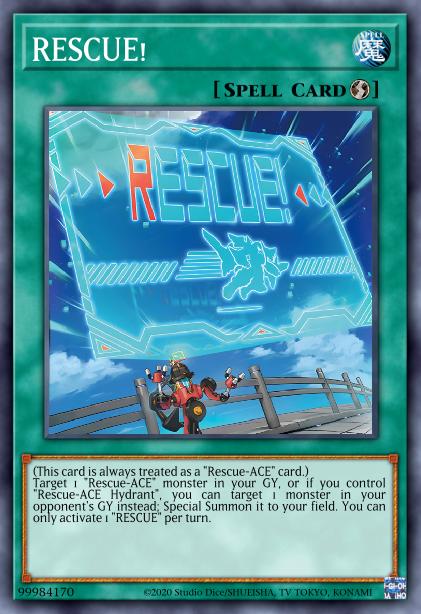 RESCUE!
SPELL
魔
[SPELL CARD]
RESCUE!
(This card is always treated as a "Rescue-ACE" card.)
Target 1 "Rescue-ACE" monster in your GY, or if you control
"Rescue-ACE Hydrant", you can target 1 monster in your
opponent's GY instead; Special Summon it to your field. You can
only activate 1 "RESCUE" per turn.
99984170
©2020 Studio Dice/SHUEISHA, TV TOKYO, KONAMI